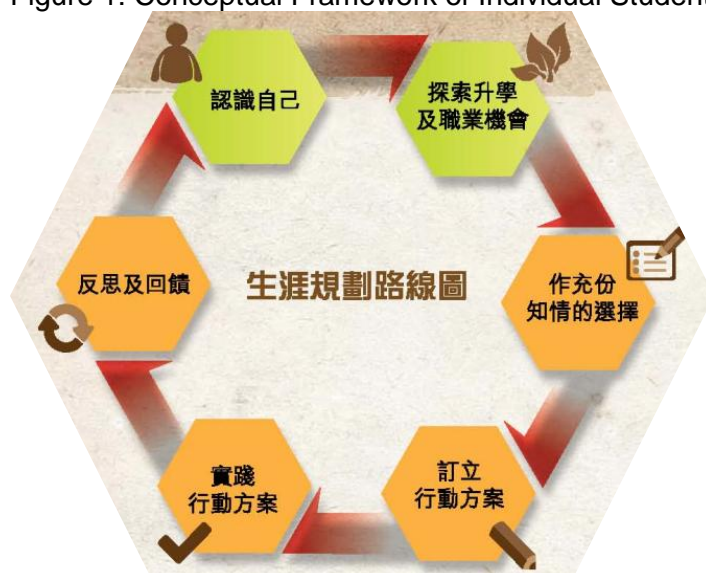 Figure 1: Conceptual Framework of Individual Student
認識自己
探索升學
及職業機會
作充份
知情的選擇
訂立
行動方案
實踐
行動方案
反思及回饋
生涯規劃路線圖